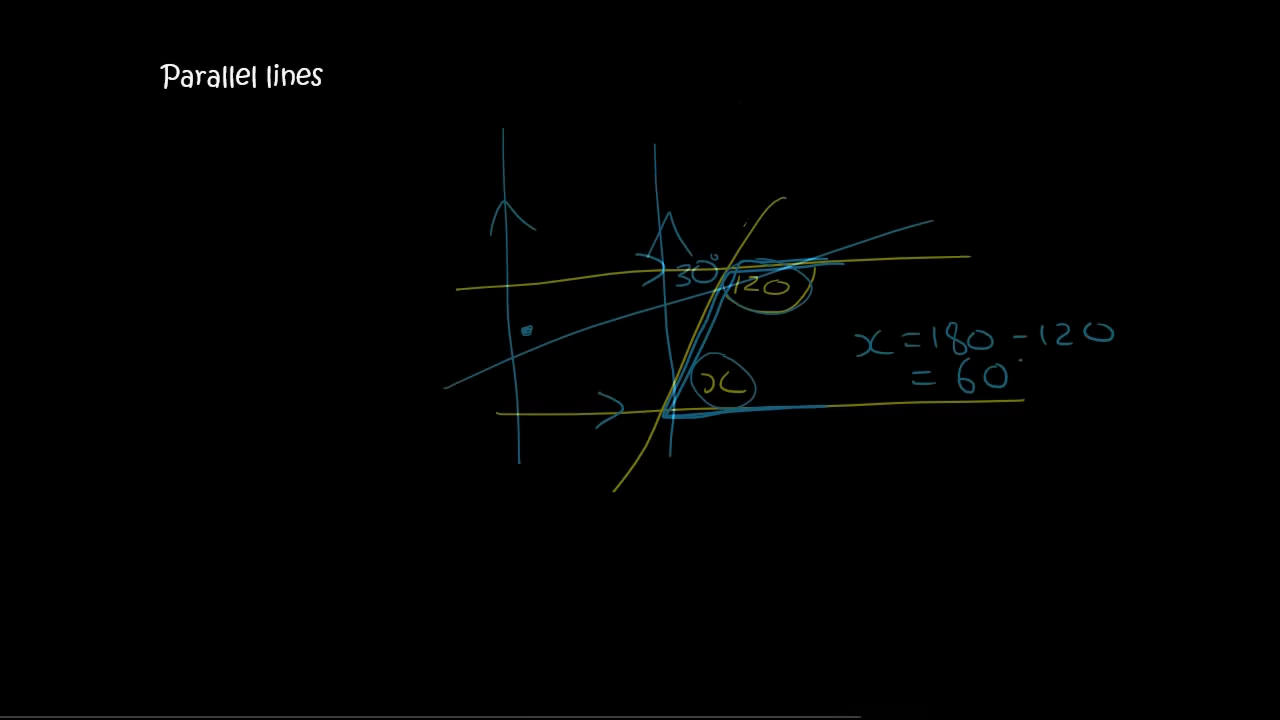 Parallel lines
30°
120
x = 180 - 120
x
= 60